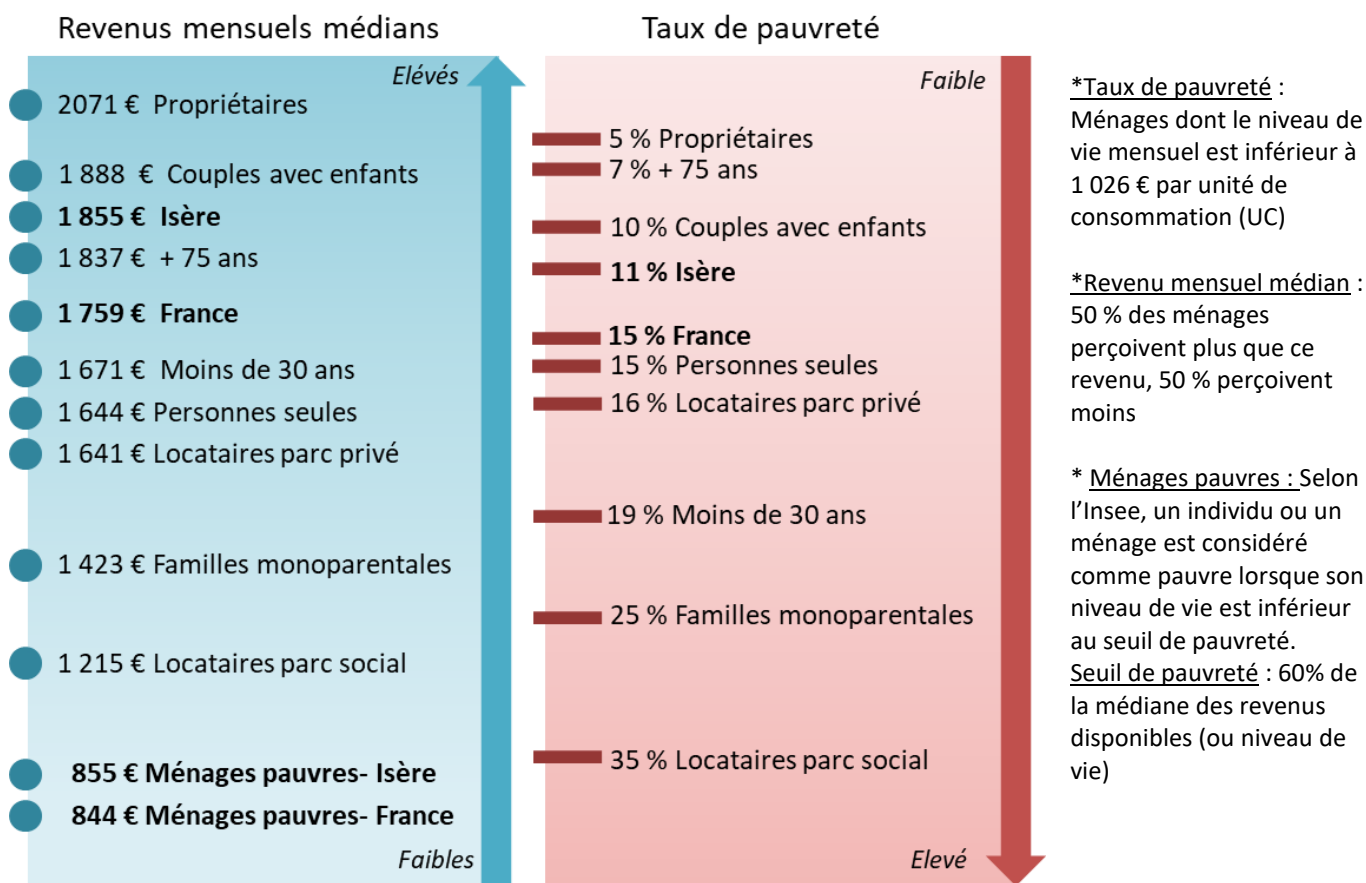 Revenus mensuels médians
Elévés
2071 € Propriétaires
1 888 € Couples avec enfants
1 855 € Isère
1 837 € + 75 ans
1 759 € France
1 671 € Moins de 30 ans
1 644 € Personnes seules
1 641 € Locataires parc privé
1 423 € Familles monoparentales
1 215 € Locataires parc social
855 € Ménages pauvres- Isère
844 € Ménages pauvres- France
Faibles
Taux de pauvreté
Faible
5 % Propriétaires
7 % + 75 ans
10 % Couples avec enfants
11 % Isère
15 % France
15 % Personnes seules
16 % Locataires parc privé
19 % Moins de 30 ans
25 % Familles monoparentales
35 % Locataires parc social
Elevé
*Taux de pauvreté :
Ménages dont le niveau de
vie mensuel est inférieur à
1 026 € par unité de
consommation (UC)
*Revenu mensuel médian :
50 % des ménages
perçoivent plus que ce
revenu, 50 % perçoivent
moins
* Ménages pauvres : Selon
l’Insee, un individu ou un
ménage est considéré
comme pauvre lorsque son
niveau de vie est inférieur
au seuil de pauvreté.
Seuil de pauvreté : 60% de
la médiane des revenus
disponibles (ou niveau de
vie)